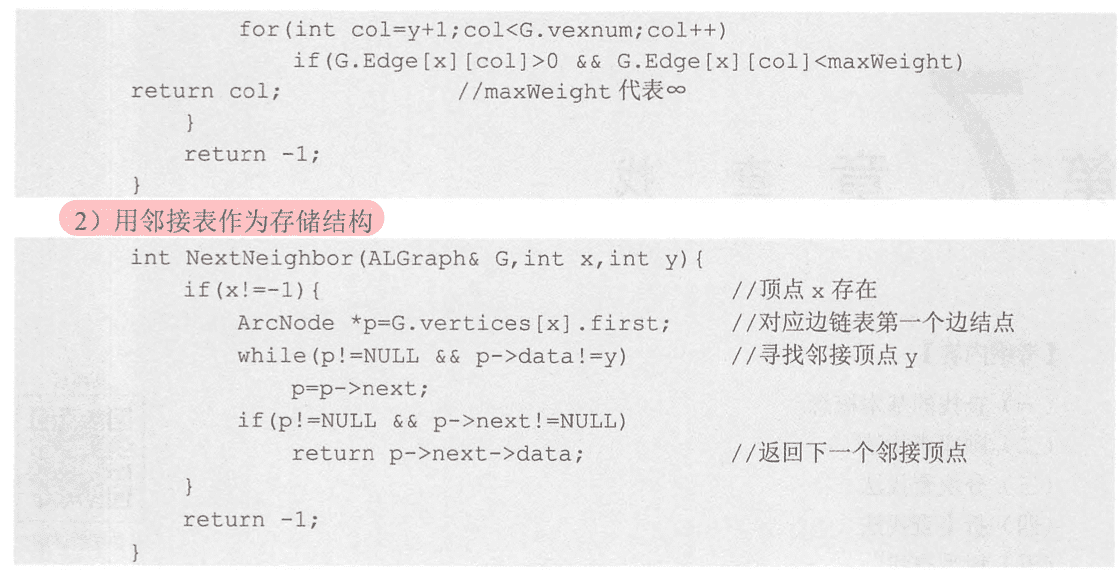 for(int col=y+1;col<G.vexnum;col++)
if(G.Edge[x][col]>0 && G.Edge[x][col]<maxWeight)
return col; //maxWeight 代表∞
}
return -1;
}
2）用邻接表作为存储结构
int NextNeighbor(ALGraph& G,int x,int y){
if(x!=-1){ //顶点 x 存在
ArcNode *p=G.vertices[x].first; //对应边链表第一个边结点
while(p!=NULL && p->data!=y) //寻找邻接顶点 y
p=p->next;
if(p!=NULL && p->next!=NULL)
return p->next->data; //返回下一个邻接顶点
}
return -1;
}